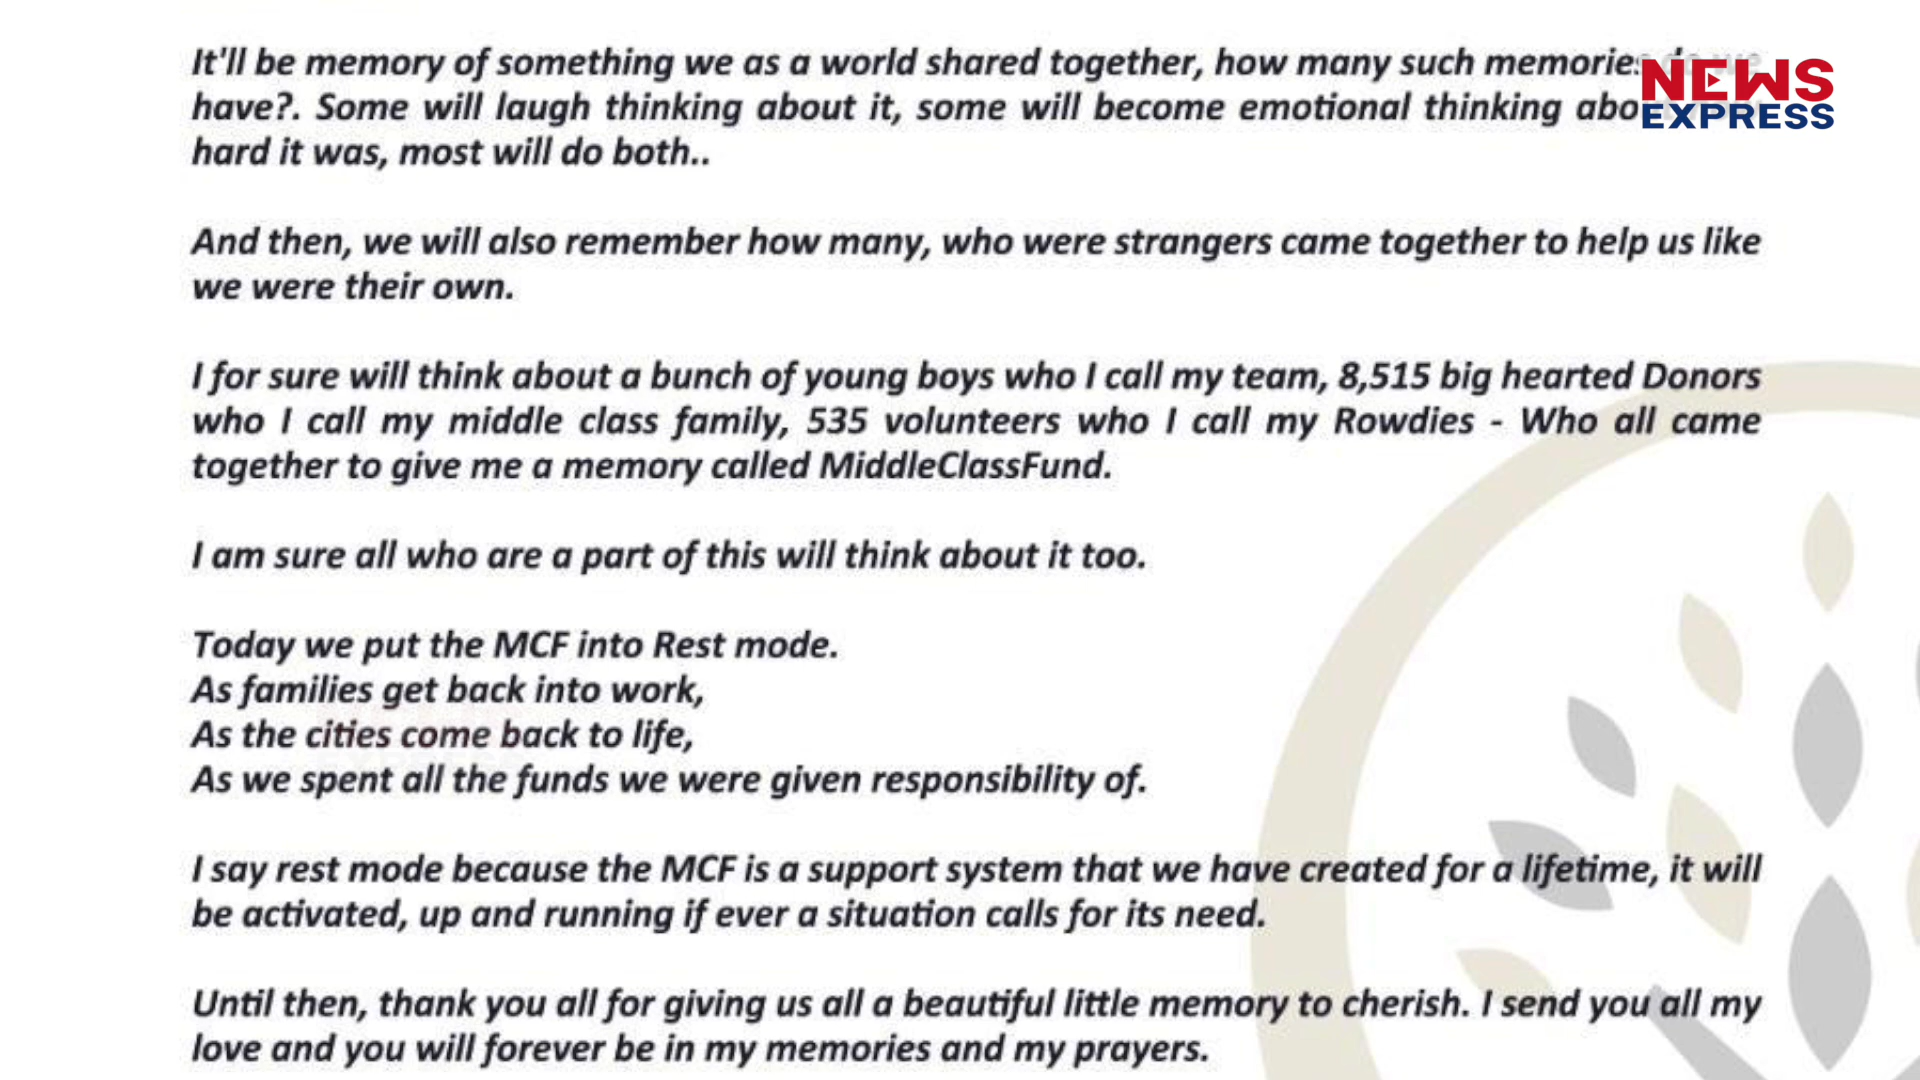 It'll be memory of something we as a world shared together, how many such memories do we
have?. Some will laugh thinking about it, some will become emotional thinking
hard it was, most will do both..
And then, we will also remember how many, who were strangers came together to help us like
we were their own.
I for sure will think about a bunch of young boys who I call my team, 8,515 big hearted Donors
who I call my middle class family, 535 volunteers who I call my Rowdies - Who all came
together to give me a memory called MiddleClassFund.
I am sure all who are a part of this will think about it too.
Today we put the MCF into Rest mode.
As families get back into work,
As the cities come back to life,
As we spent all the funds we were given responsibility of.
I say rest mode because the MCF is a support system that we have created for a lifetime, it will
be activated, up and running if ever a situation calls for its need.
Until then, thank you all for giving us all a beautiful little memory to cherish. I send you all my
love and you will forever be in my memories and my prayers.
NEWS
EXPRESS